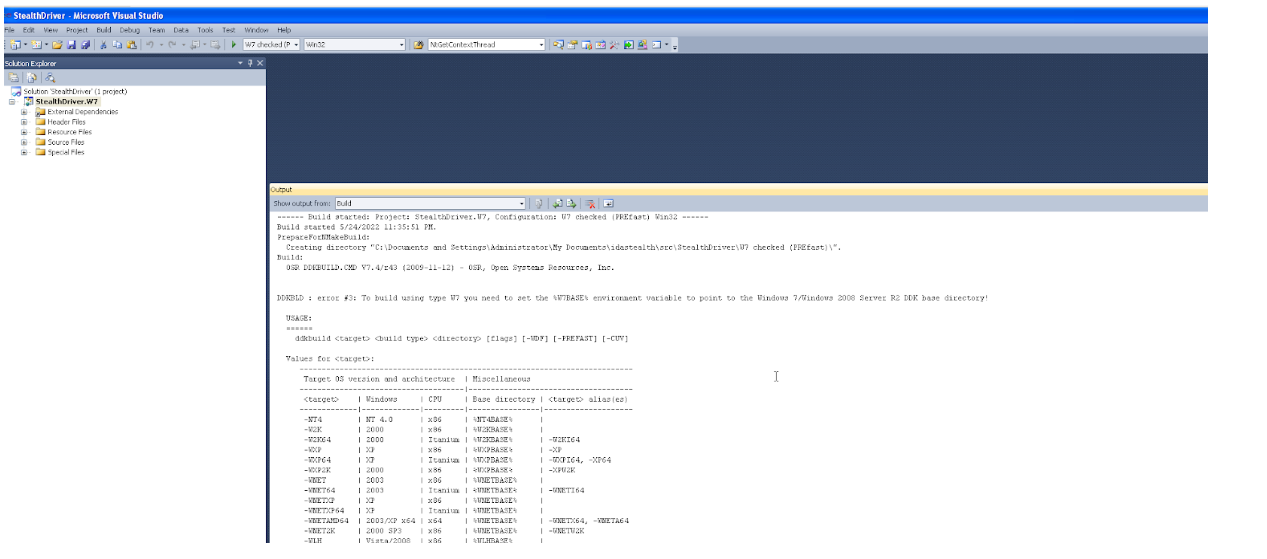 StealthDriver - Microsoft Visual Studio
File Edit View Project Build Debug Team Data Tools Test Window Help
W7 checked (P Win32 NtGetContextThread
Solution Explorer
Solution 'StealthDriver' (1 project)
StealthDriver.W7
External Dependencies
Header Files
Resource Files
Source Files
Special Files
Output
Show output from: Build
------ Build started: Project: StealthDriver.W7, Configuration: W7 checked (PREfast) Win32 ------
Build started 5/24/2022 11:35:51 PM.
PrepareForNMakeBuild:
Creating directory "C:\Documents and Settings\Administrator\My Documents\idastealth\src\StealthDriver\W7 checked (PREfast)\".
Build:
OSR DDKBUILD.CMD V7.4/r43 (2009-11-12) - OSR, Open Systems Resources, Inc.
DDKBLD : error #3: To build using type W7 you need to set the %W7BASE% environment variable to point to the Windows 7/Windows 2008 Server R2 DDK base directory!
USAGE:
======
ddkbuild <target> <build type> <directory> [flags] [-WDF] [-PREFAST] [-CUV]
Values for <target>:
Target OS version and architecture | Miscellaneous
<target> | Windows | CPU | Base directory | <target> alias(es)
-NT4 | NT 4.0 | x86 | %NT4BASE% |
-W2K | 2000 | x86 | %W2KBASE% |
-W2K64 | 2000 | Itanium | %W2KBASE% | -W2KI64
-WXP | XP | x86 | %WXPBASE% | -XP
-WXP64 | XP | Itanium | %WXPBASE% | -WXPI64, -XP64
-WXP2K | 2000 | x86 | %WXPBASE% | -XPW2K
-WNET | 2003 | x86 | %WNETBASE% |
-WNET64 | 2003 | Itanium | %WNETBASE% | -WNETI64
-WNETXP | XP | x86 | %WNETBASE% |
-WNETXP64 | XP | Itanium | %WNETBASE% |
-WNETAMD64 | 2003/XP x64 | x64 | %WNETBASE% | -WNETX64, -WNETA64
-WNET2K | 2000 SP3 | x86 | %WNETBASE% | -WNETW2K
-WLH | Vista/2008 | x86 | %WLHBASE% |